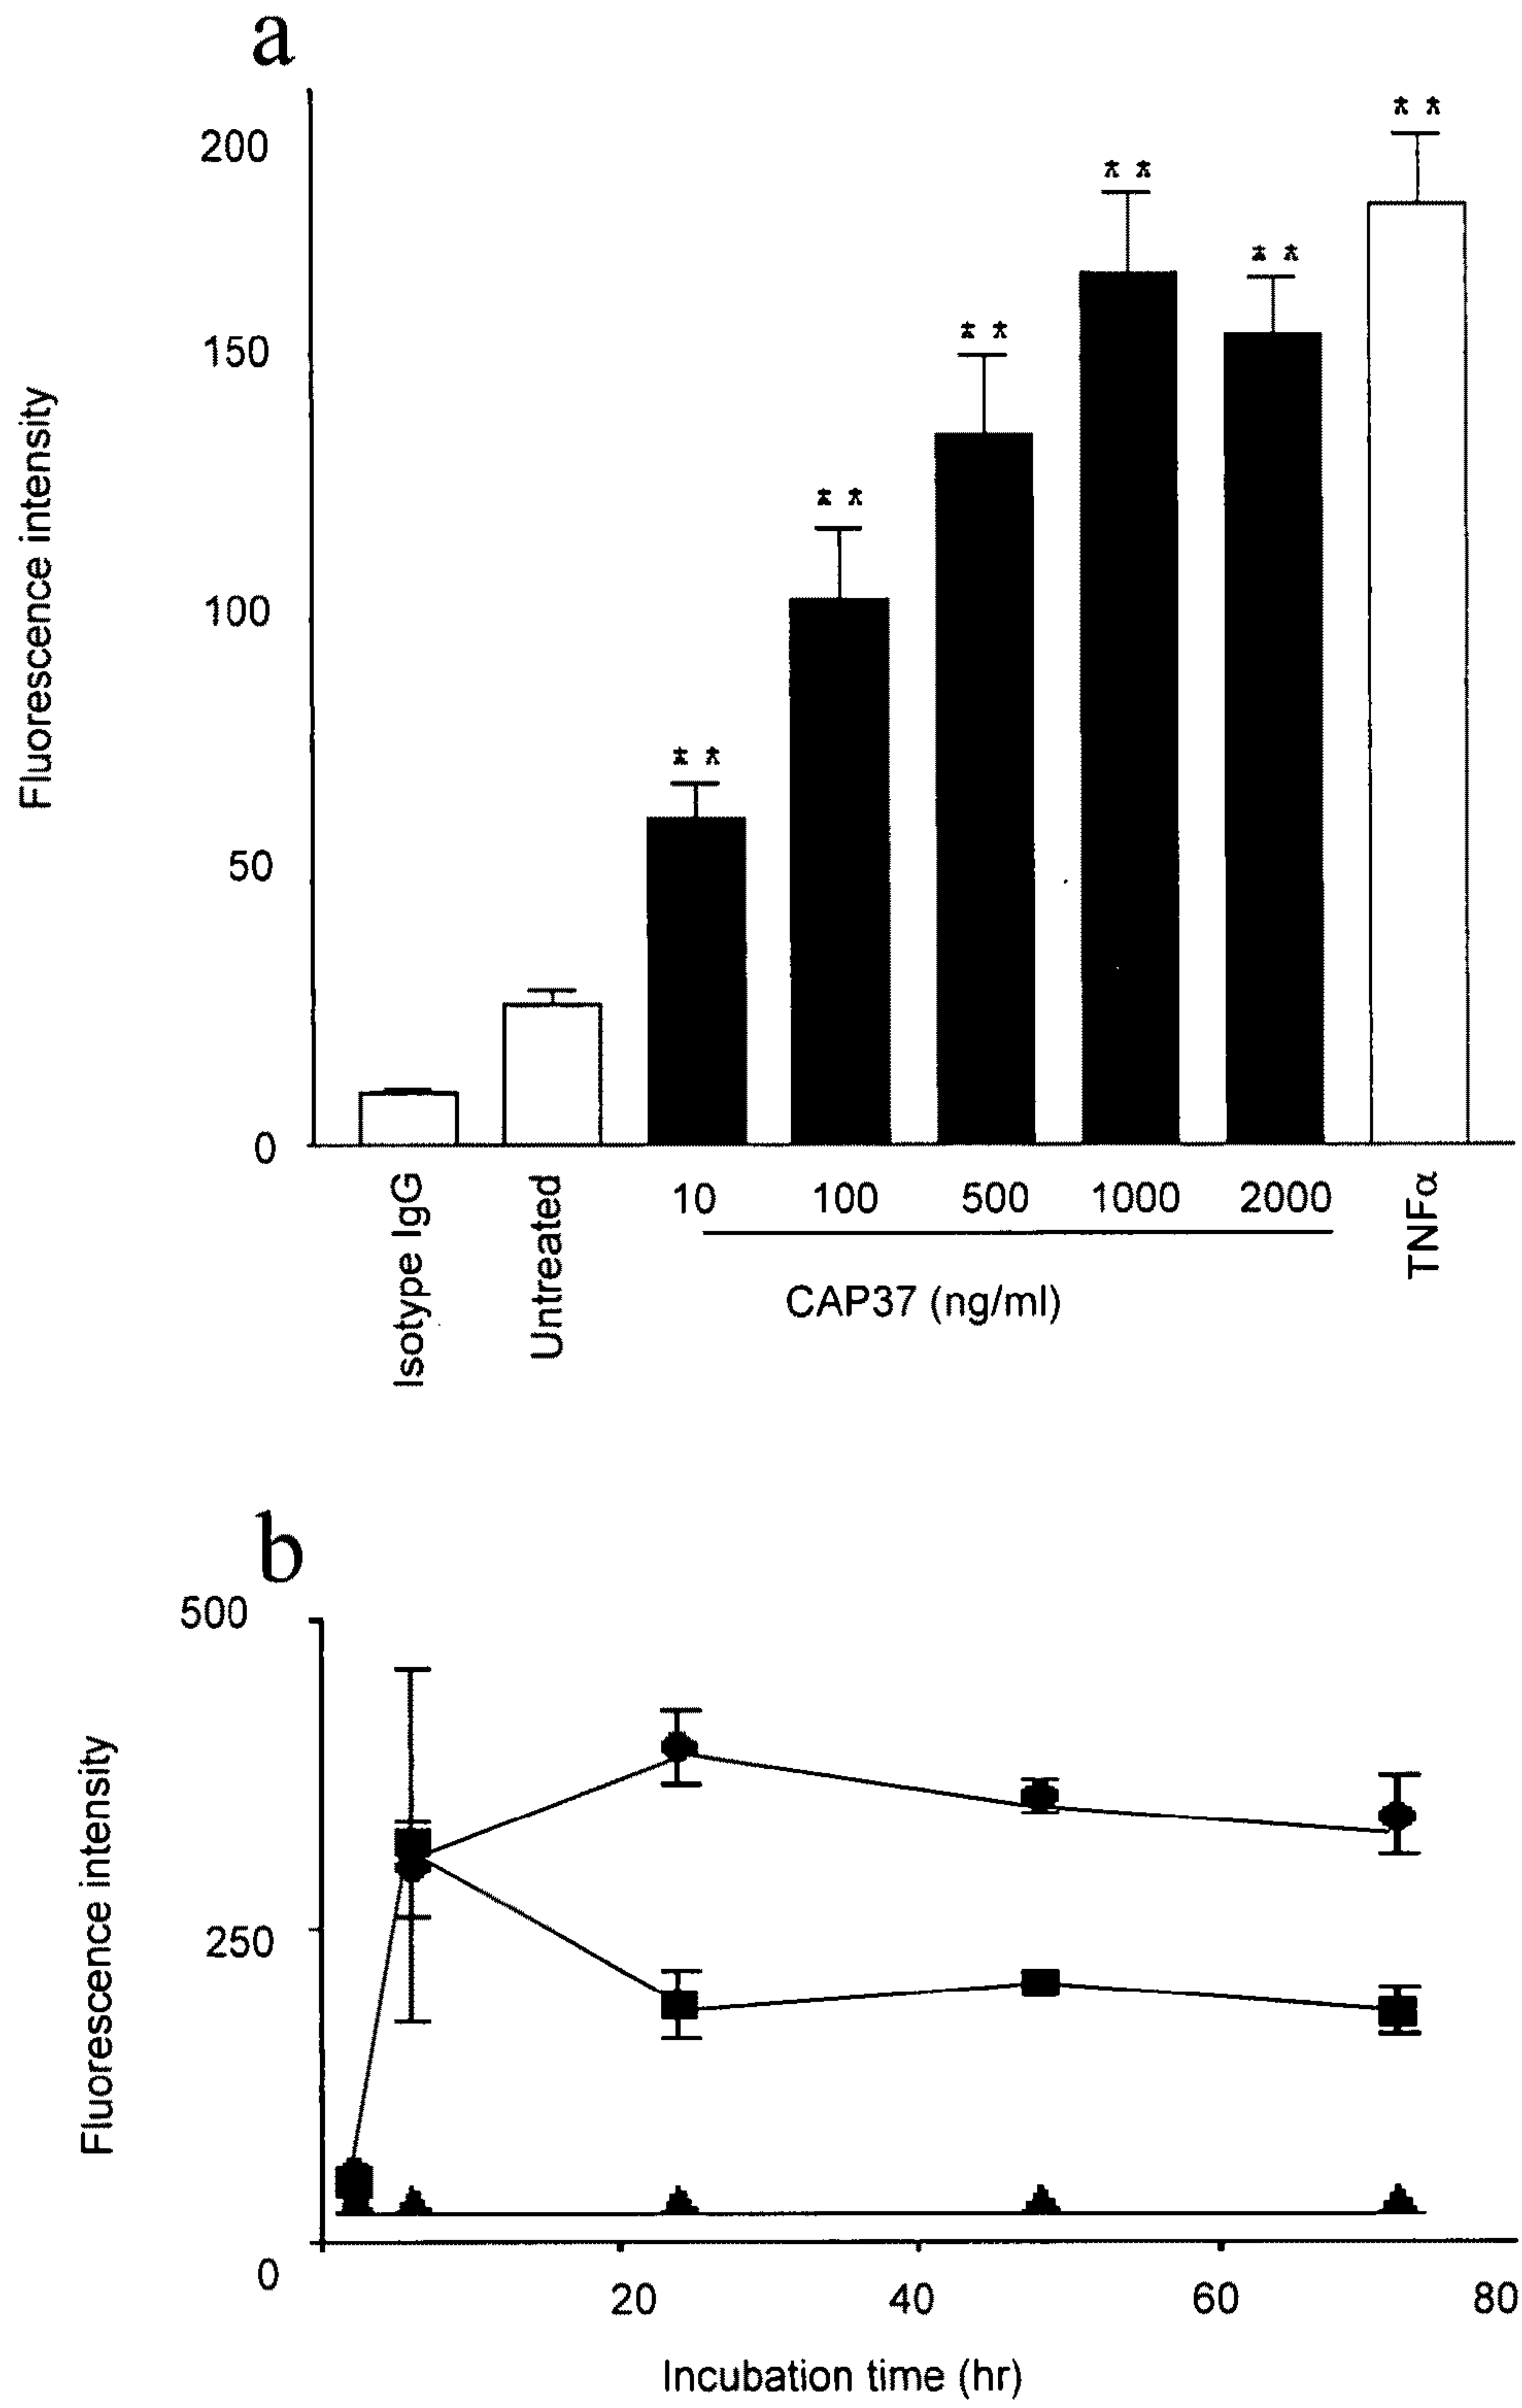 a
Fluorescence intensity
200
150
100
50
0
* *
* *
* *
* *
* *
* *
Isotype IgG
Untreated
10 100 500 1000 2000
TNFα
CAP37 (ng/ml)
b
Fluorescence intensity
500
250
0
20 40 60 80
Incubation time (hr)